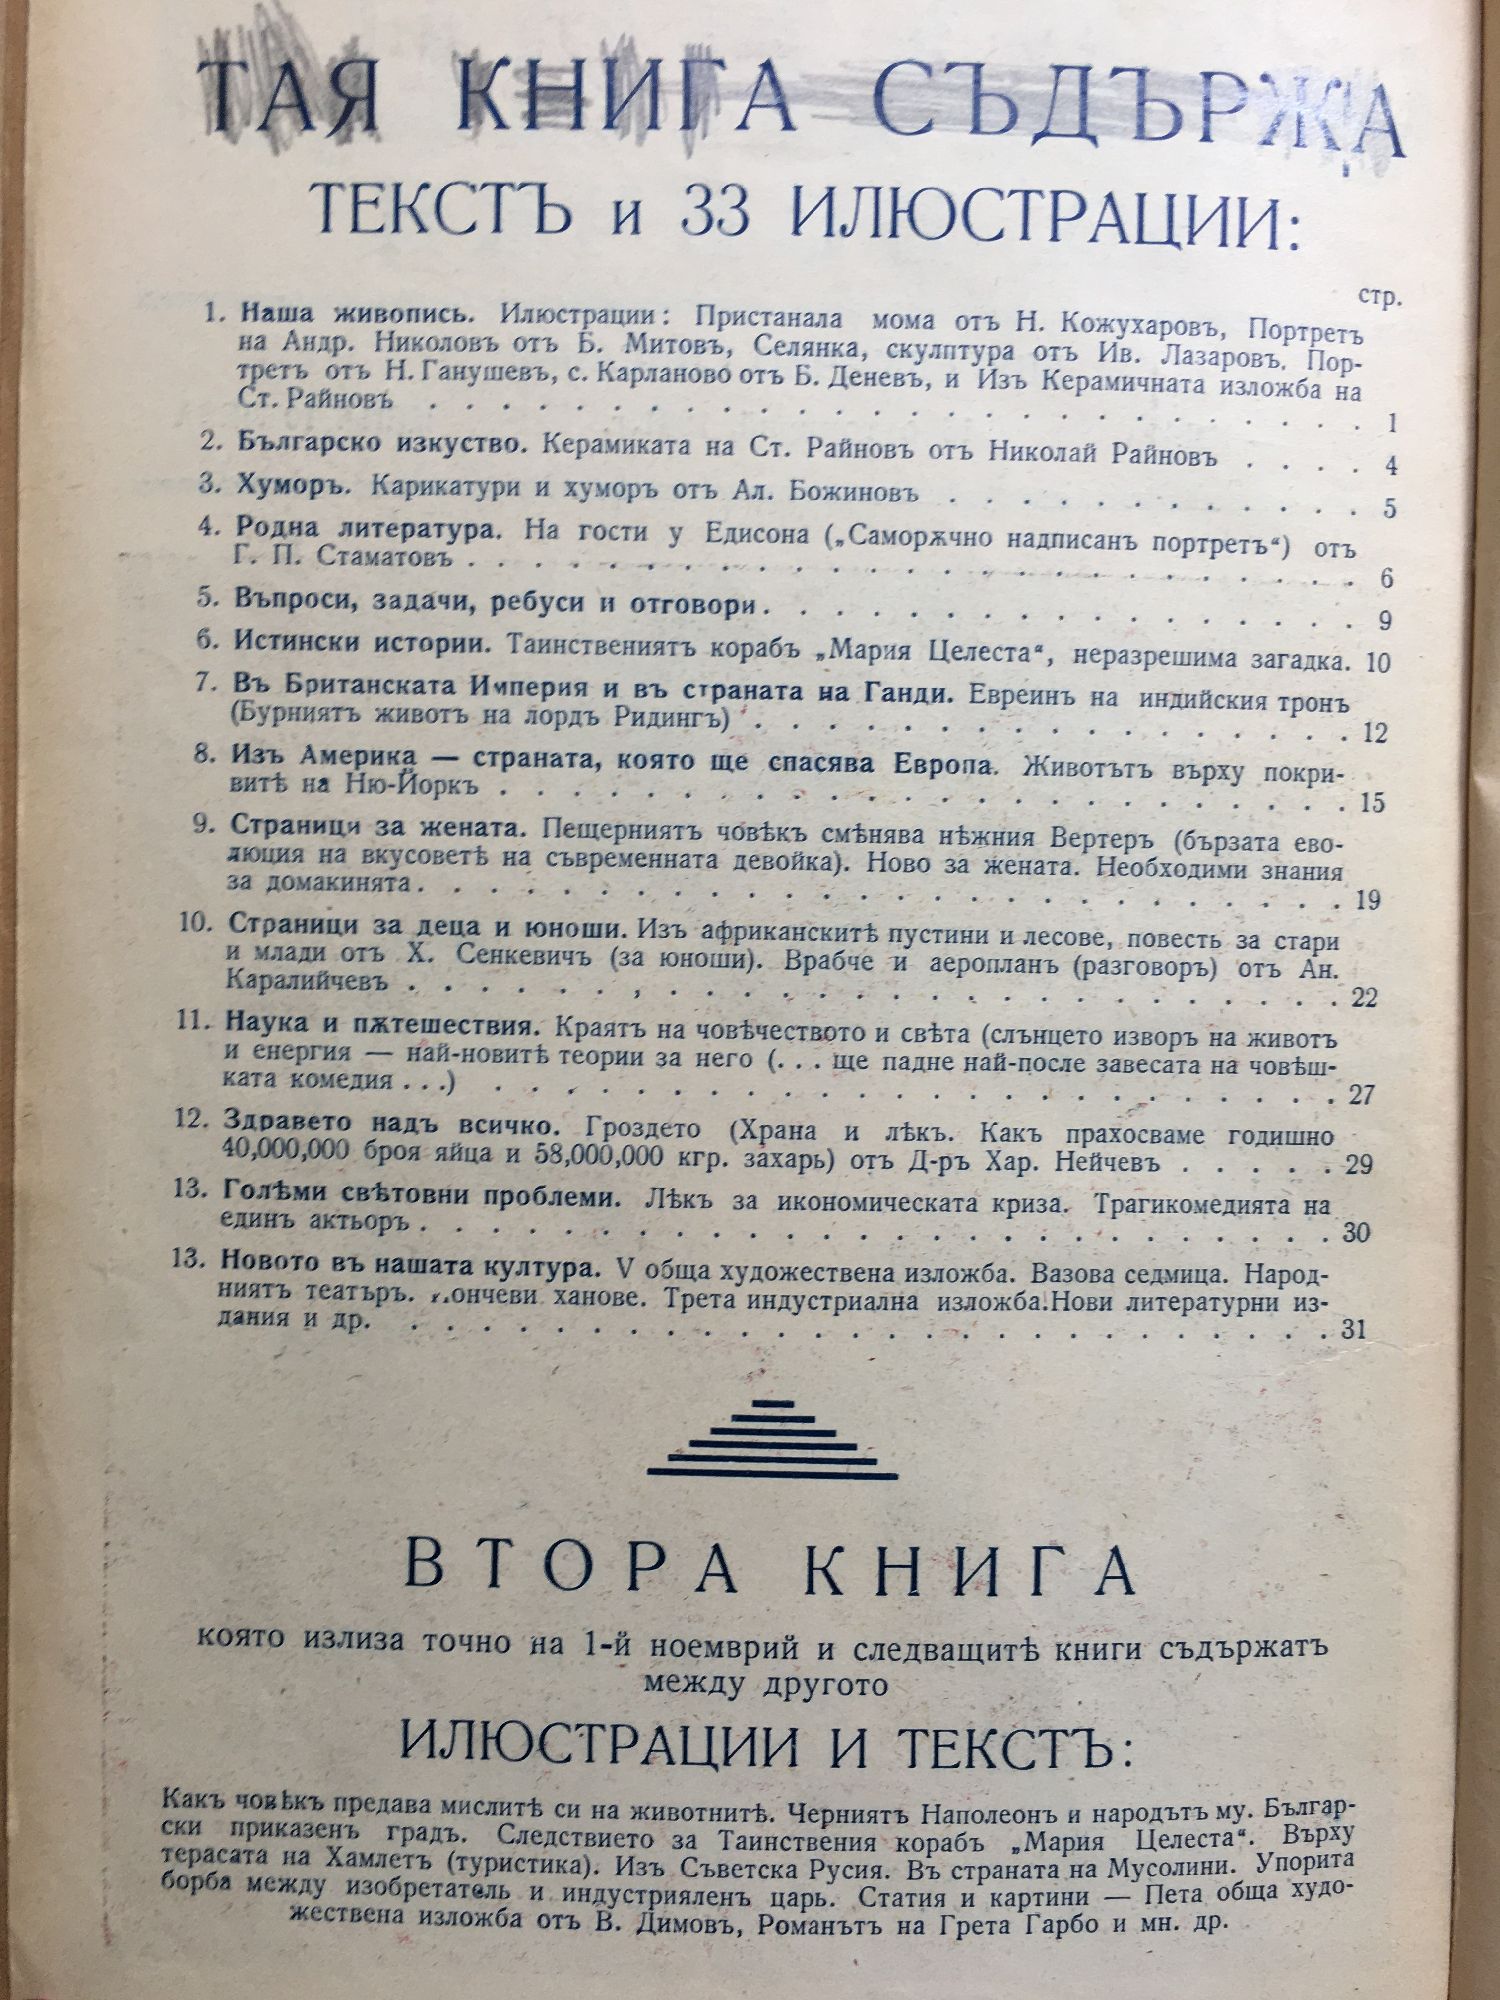 ТАЯ КНИГА СЪДЪРЖА
ТЕКСТЪ и 33 ИЛЮСТРАЦИИ:
стр.
1. Наша живопись. Илюстрации: Пристанала мома отъ Н. Кожухаровъ, Портретъ
на Андр. Николовъ отъ Б. Митовъ, Селянка, скулптура отъ Ив. Лазаровъ, Пор-
третъ отъ Н. Ганушевъ, с. Карланово отъ Б. Деневъ, и Изъ Керамичната изложба на
Ст. Райновъ . . . . . . . . . . . . . . . . . . . . 1
2. Българско изкуство. Керамиката на Ст. Райновъ отъ Николай Райновъ . . . . 4
3. Хуморъ. Карикатури и хуморъ отъ Ал. Божиновъ . . . . . . . . . . . 5
4. Родна литература. На гости у Едисона („Саморѫчно надписанъ портретъ“) отъ
Г. П. Стаматовъ . . . . . . . . . . . . . . . . . . . 6
5. Въпроси, задачи, ребуси и отговори . . . . . . . . . . . . . . 9
6. Истински истории. Таинствениятъ корабъ „Мария Целеста“, неразрешима загадка. 10
7. Въ Британската Империя и въ страната на Ганди. Евреинъ на индийския тронъ
(Бурниятъ животъ на лордъ Ридингъ) . . . . . . . . . . . . . . . 12
8. Изъ Америка — страната, която ще спасява Европа. Животътъ върху покри-
витѣ на Ню-Йоркъ . . . . . . . . . . . . . . . . . . . 15
9. Страници за жената. Пещерниятъ човѣкъ смѣнява нѣжния Вертеръ (бързата ево-
люция на вкусоветѣ на съвременната девойка). Ново за жената. Необходими знания
за домакинята . . . . . . . . . . . . . . . . . . . . 19
10. Страници за деца и юноши. Изъ африканскитѣ пустини и лесове, повесть за стари
и млади отъ Х. Сенкевичъ (за юноши). Врабче и аеропланъ (разговоръ) отъ Ан.
Каралийчевъ . . . . . . . . . . . . . . . . . . . . . 22
11. Наука и пѫтешествия. Краятъ на човѣчеството и свѣта (слънцето изворъ на животъ
и енергия — най-новитѣ теории за него (. . . ще падне най-после завесата на човѣш-
ката комедия . . .) . . . . . . . . . . . . . . . . . . . 27
12. Здравето надъ всичко. Гроздето (Храна и лѣкъ. Какъ прахосваме годишно
40,000,000 броя яйца и 58,000,000 кгр. захарь) отъ Д-ръ Хар. Нейчевъ . . . . . 29
13. Голѣми свѣтовни проблеми. Лѣкъ за икономическата криза. Трагикомедията на
единъ актьоръ . . . . . . . . . . . . . . . . . . . . 30
13. Новото въ нашата култура. V обща художествена изложба. Вазова седмица. Народ-
ниятъ театъръ. ханове. Трета индустриална изложба. Нови литературни из-
дания и др. . . . . . . . . . . . . . . . . . . . . . 31
ВТОРА КНИГА
която излиза точно на 1-й ноемврий и следващитѣ книги съдържатъ
между другото
ИЛЮСТРАЦИИ И ТЕКСТЪ:
Какъ човѣкъ предава мислитѣ си на животнитѣ. Черниятъ Наполеонъ и народътъ му. Българ-
ски приказенъ градъ. Следствието за Таинствения корабъ „Мария Целеста“. Върху
терасата на Хамлетъ (туристика). Изъ Съветска Русия. Въ страната на Мусолини. Упорита
борба между изобретатель и индустрияленъ царь. Статия и картини — Пета обща худо-
жествена изложба отъ В. Димовъ, Романътъ на Грета Гарбо и мн. др.